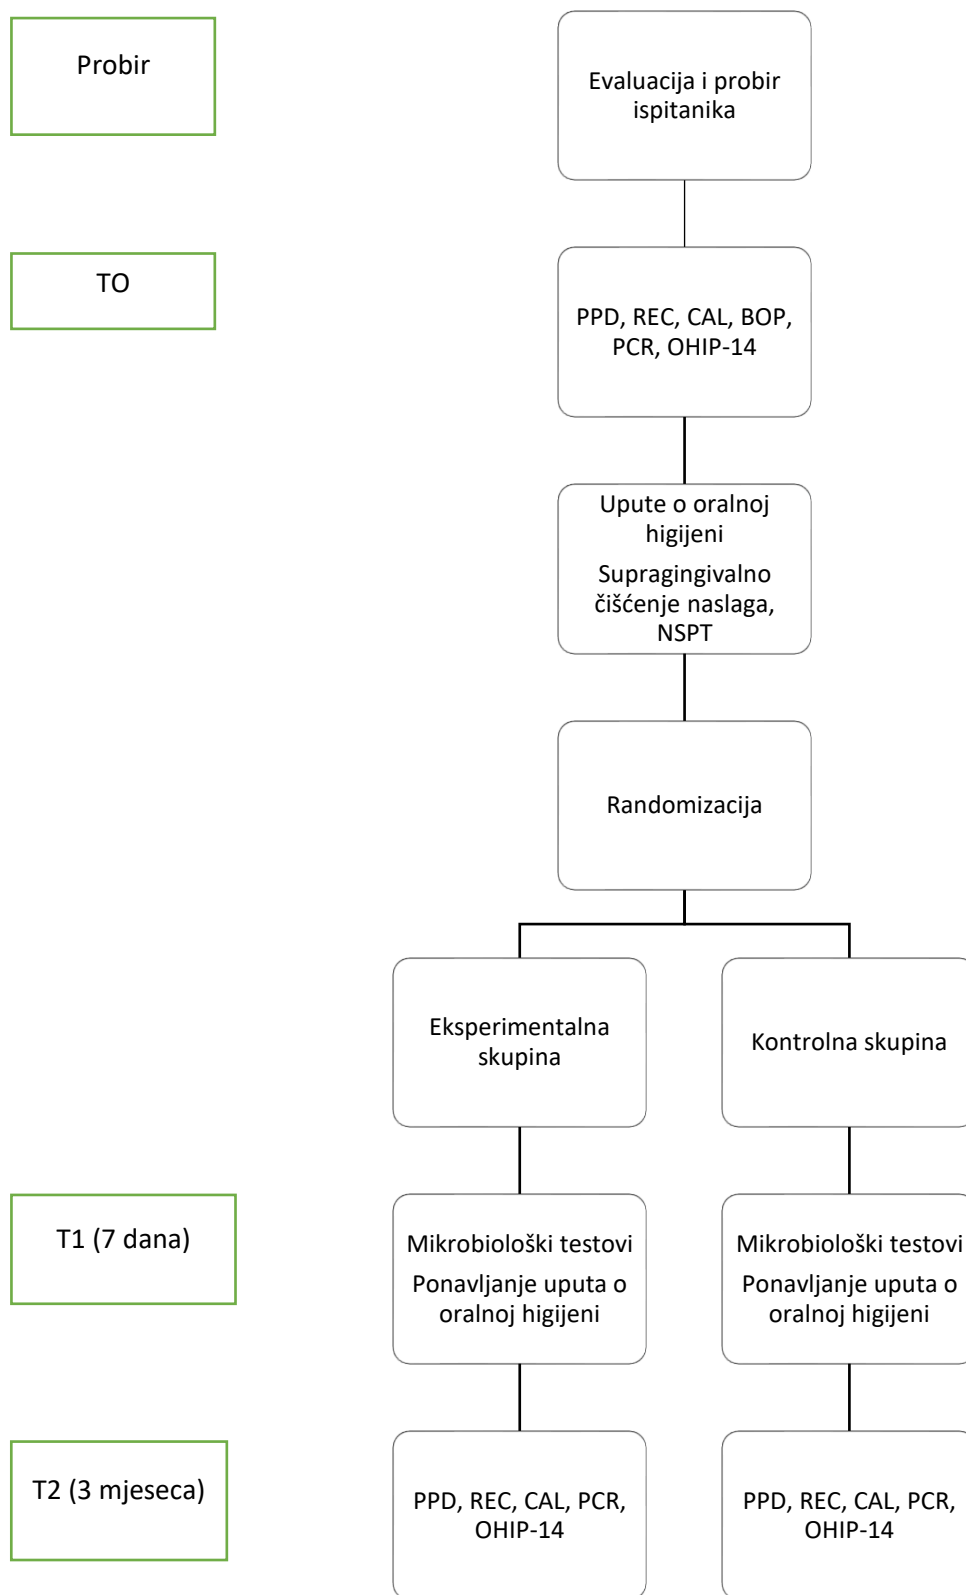 Probir
Evaluacija i probir
ispitanika
TO
PPD, REC, CAL, BOP,
PCR, OHIP-14
Upute o oralnoj
higijeni
Supragingivalno
čišćenje naslaga,
NSPT
Randomizacija
Eksperimentalna
skupina
Kontrolna skupina
T1 (7 dana)
Mikrobiološki testovi
Ponavljanje uputa o
oralnoj higijeni
Mikrobiološki testovi
Ponavljanje uputa o
oralnoj higijeni
T2 (3 mjeseca)
PPD, REC, CAL, PCR,
OHIP-14
PPD, REC, CAL, PCR,
OHIP-14